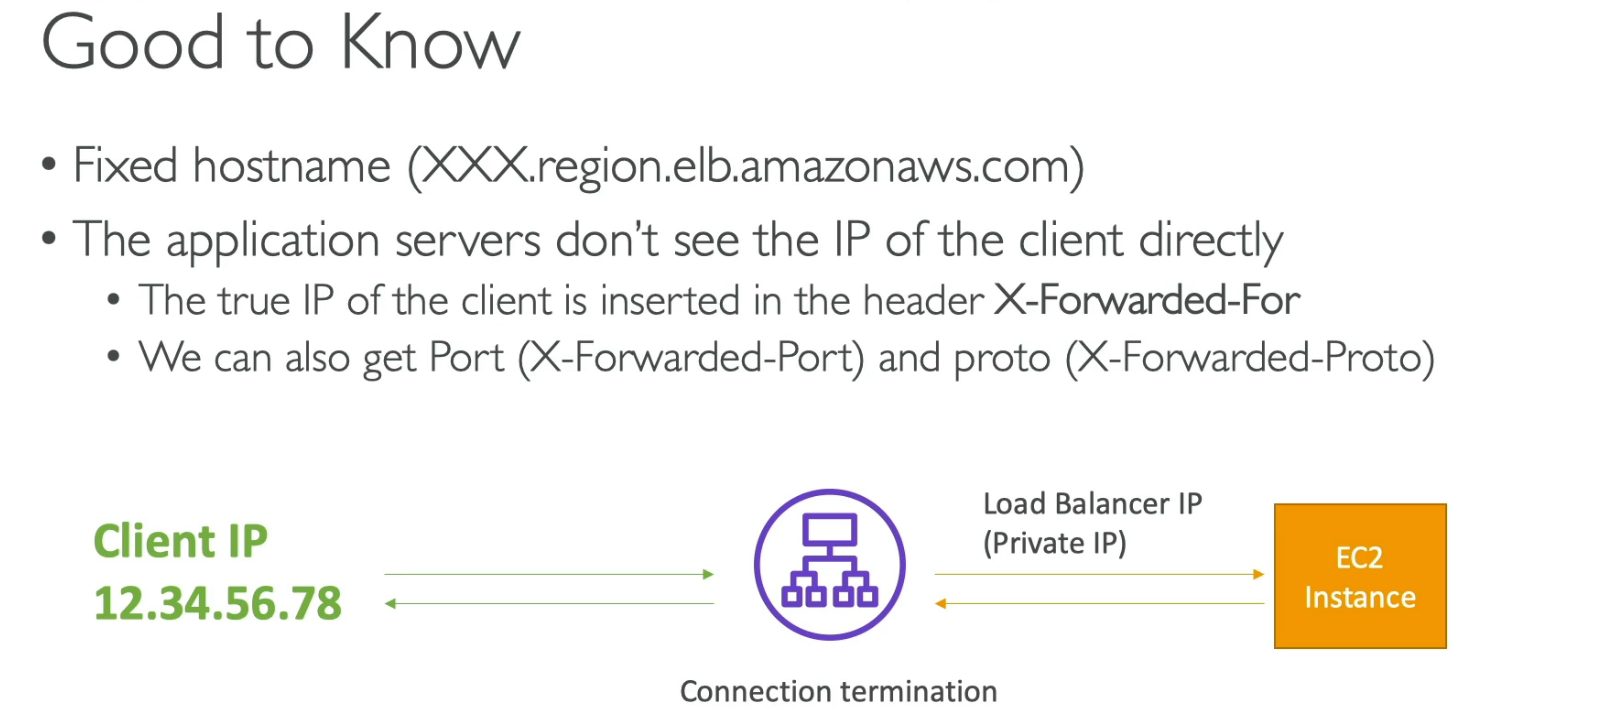 Good to Know
• Fixed hostname (XXX.region.elb.amazonaws.com)
• The application servers don't see the IP of the client directly
• The true IP of the client is inserted in the header X-Forwarded-For
• We can also get Port (X-Forwarded-Port) and proto (X-Forwarded-Proto)
Client IP
12.34.56.78
Load Balancer IP
(Private IP)
EC2
Instance
Connection termination